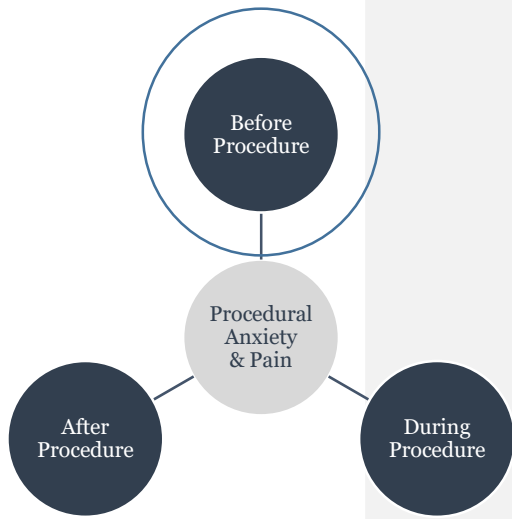 Before
Procedure
Procedural
Anxiety
& Pain
After
Procedure
During
Procedure